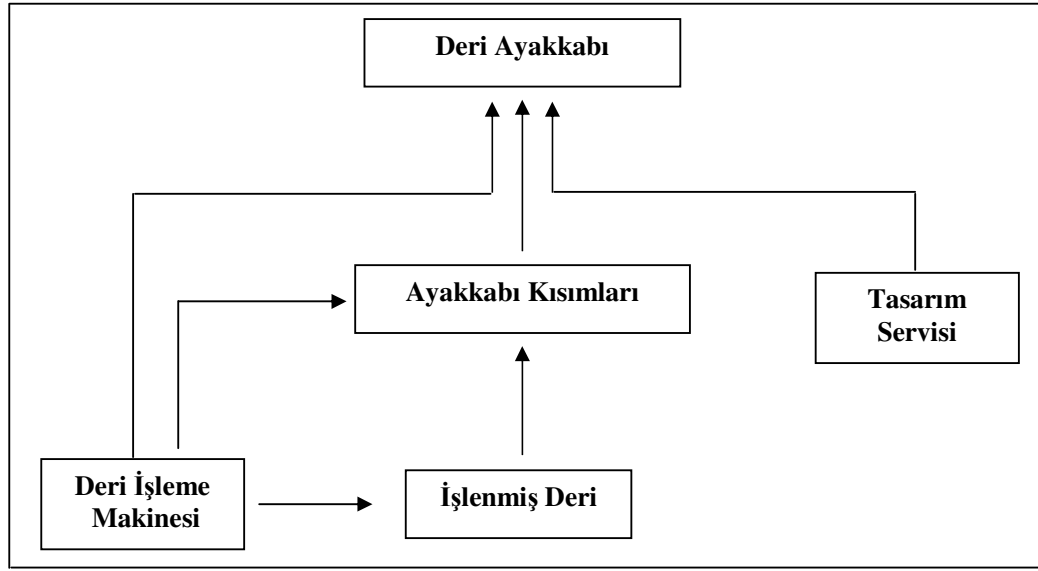 Deri Ayakkabı
Ayakkabı Kısımları
Tasarım
Servisi
Deri İşleme
Makinesi
İşlenmiş Deri